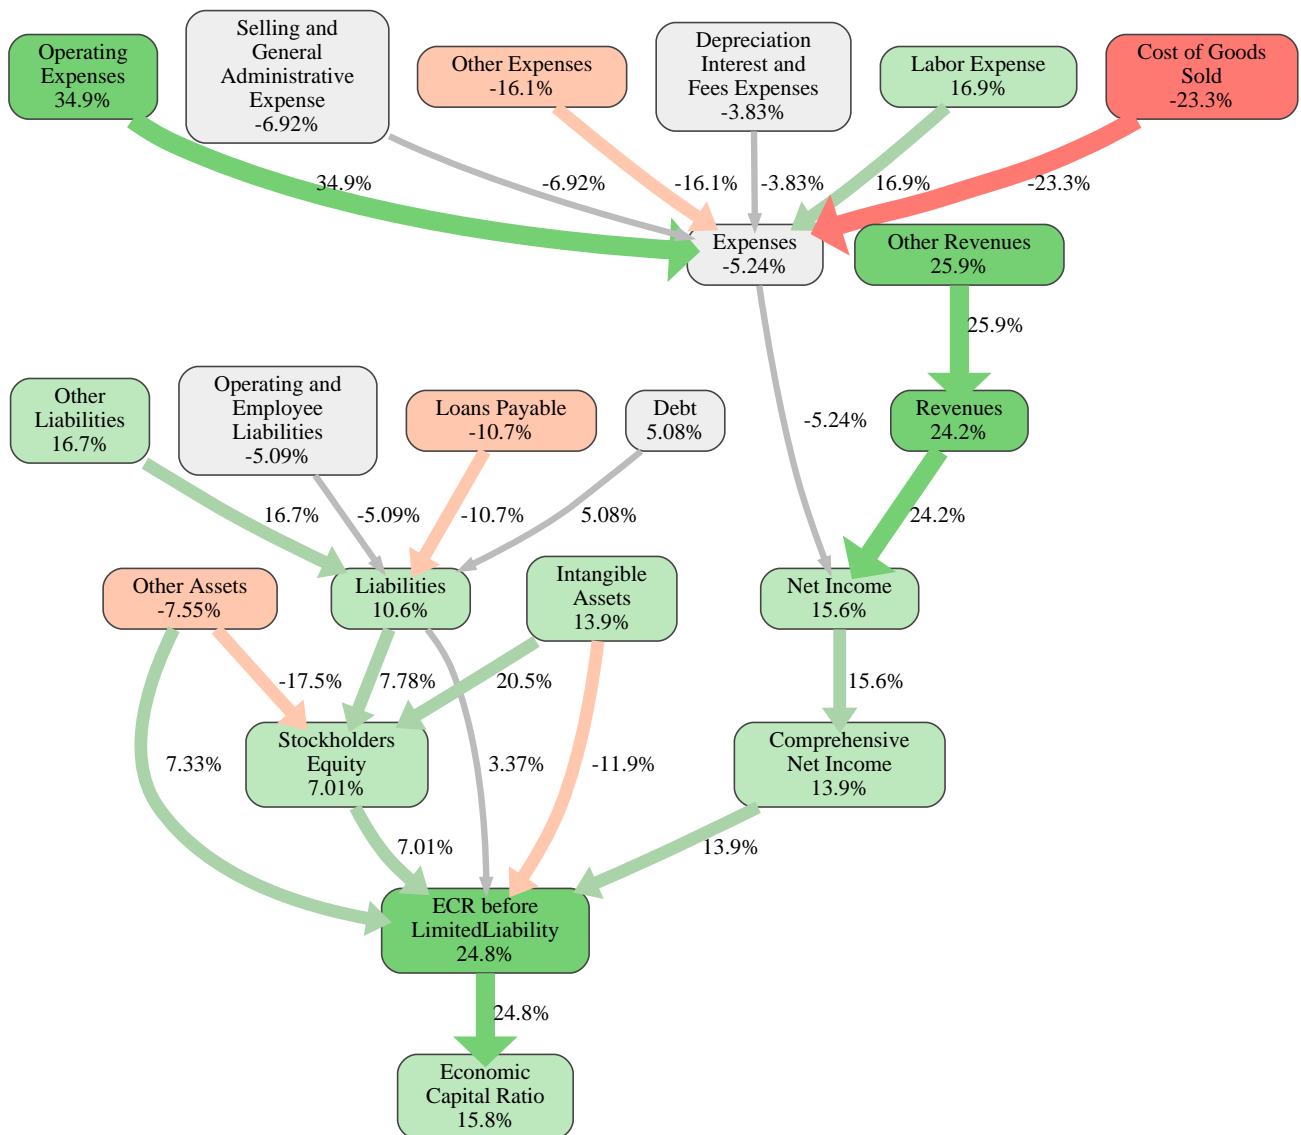 Operating
Expenses
34.9%
Selling and
General
Administrative
Expense
-6.92%
Other Expenses
-16.1%
Depreciation
Interest and
Fees Expenses
-3.83%
Labor Expense
16.9%
Cost of Goods
Sold
-23.3%
34.9%
-6.92%
-16.1%
-3.83%
16.9%
-23.3%
Expenses
-5.24%
Other Revenues
25.9%
25.9%
Other
Liabilities
16.7%
Operating and
Employee
Liabilities
-5.09%
Loans Payable
-10.7%
Debt
5.08%
-5.24%
Revenues
24.2%
16.7%
-5.09%
-10.7%
5.08%
24.2%
Other Assets
-7.55%
Liabilities
10.6%
Intangible
Assets
13.9%
Net Income
15.6%
-17.5%
7.78%
20.5%
15.6%
7.33%
Stockholders
Equity
7.01%
3.37%
-11.9%
Comprehensive
Net Income
13.9%
7.01%
13.9%
ECR before
LimitedLiability
24.8%
24.8%
Economic
Capital Ratio
15.8%